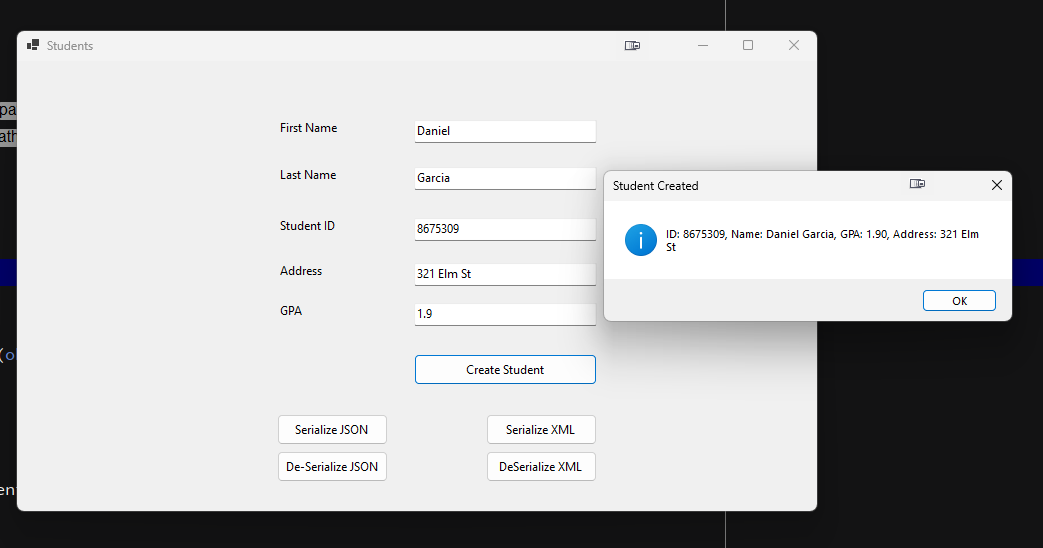 Students
First Name
Daniel
Last Name
Garcia
Student ID
8675309
Address
321 Elm St
GPA
1.9
Create Student
Serialize JSON
Serialize XML
De-Serialize JSON
DeSerialize XML
Student Created
ID: 8675309, Name: Daniel Garcia, GPA: 1.90, Address: 321 Elm
St
OK